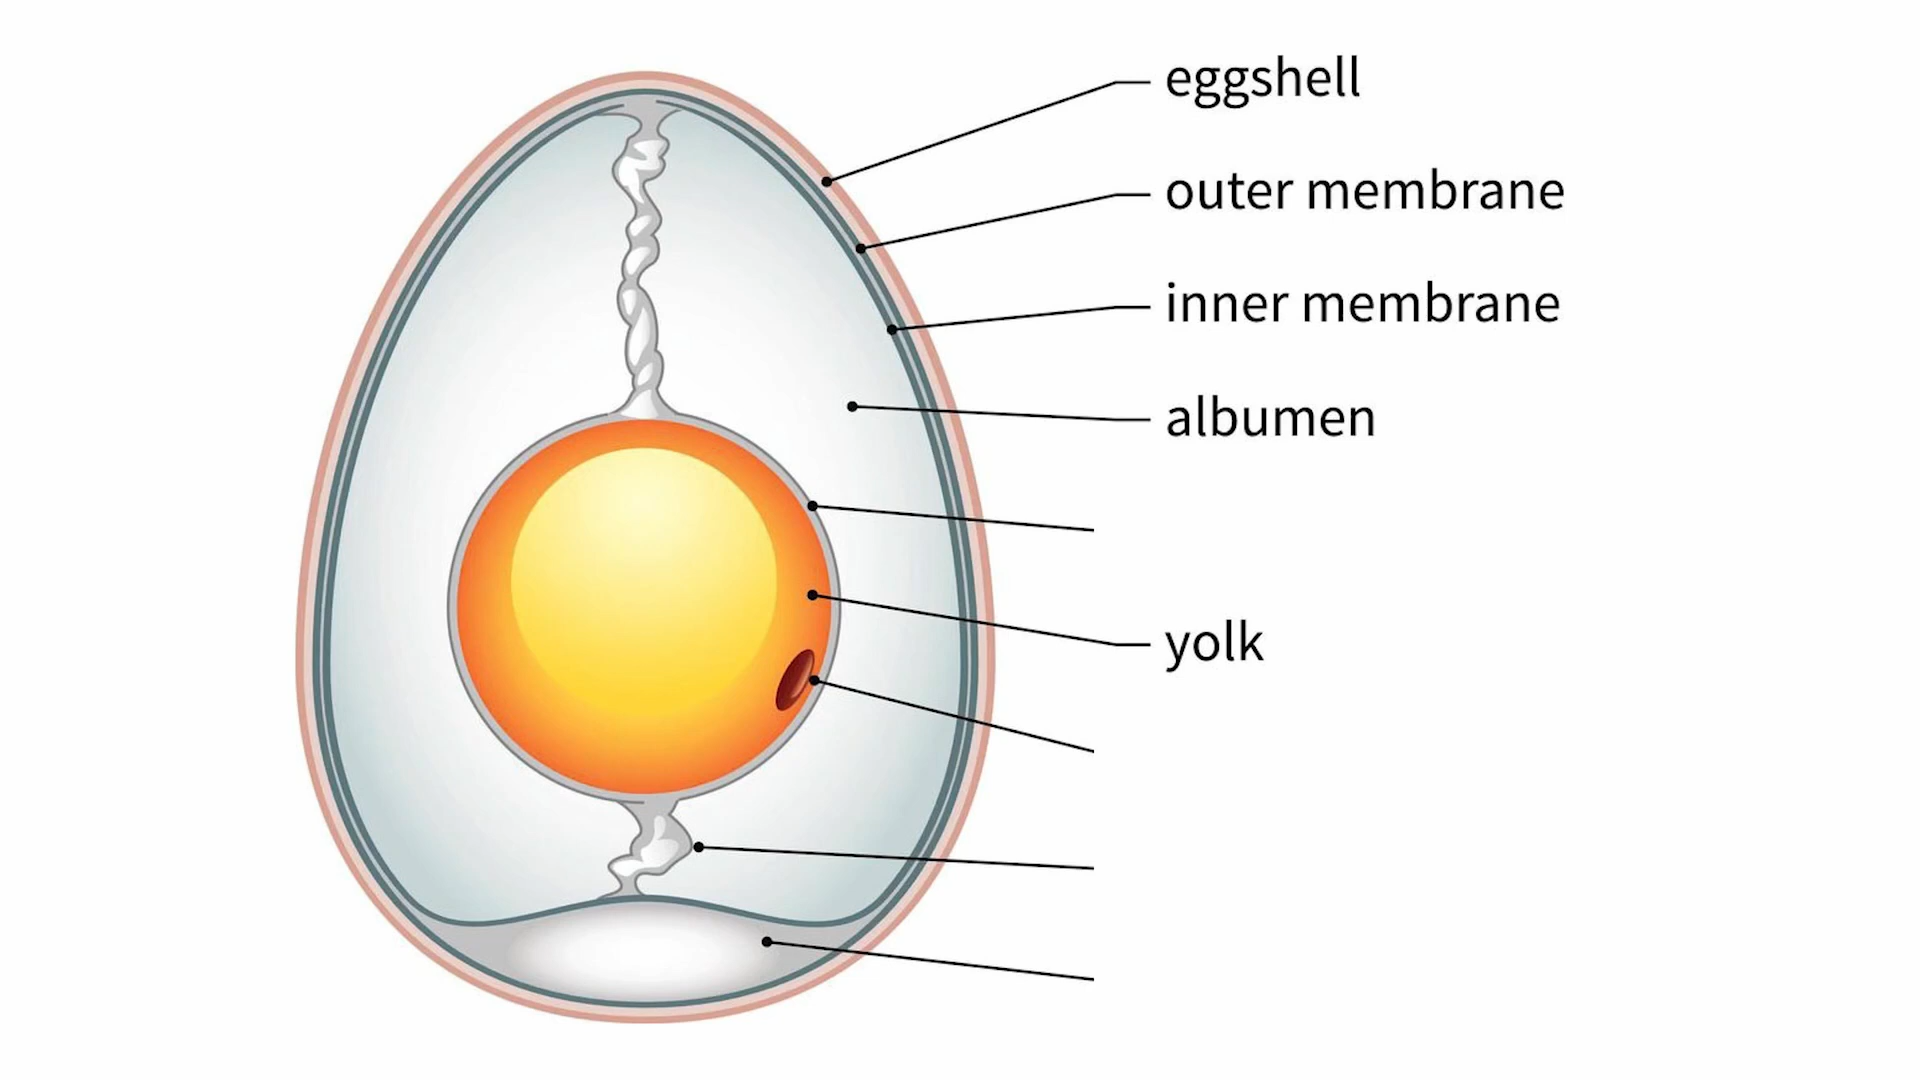 eggshell
outer membrane
inner membrane
albumen
yolk